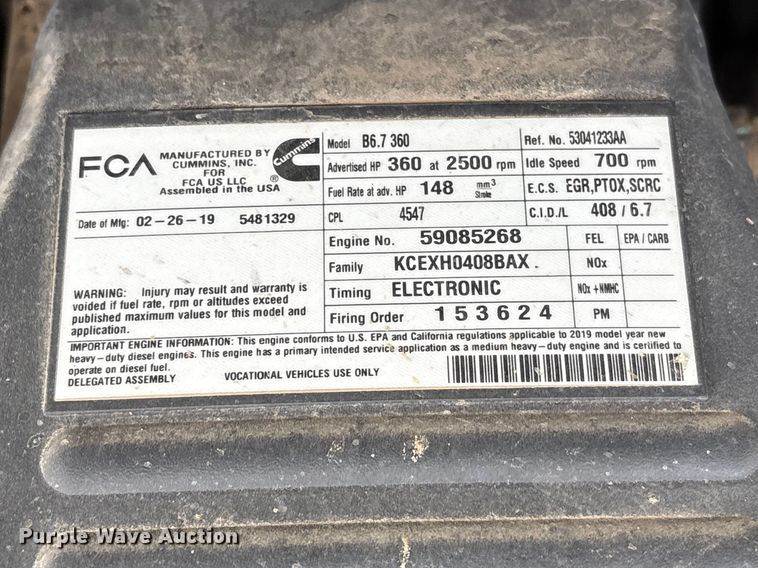 FCA
MANUFACTURED BY
CUMMINS, INC.
FOR
FCA US LLC
Assembled in the USA
Cummins
Model B6.7 360
Ref. No. 53041233AA
Advertised HP 360 at 2500 rpm
Idle Speed 700 rpm
Fuel Rate at adv. HP 148 mm³ Stroke
E.C.S. EGR,PTOX,SCRC
Date of Mfg: 02-26-19 5481329
CPL 4547
C.I.D./L 408 / 6.7
Engine No. 59085268
FEL EPA / CARB
Family KCEXH0408BAX.
NOx
Timing ELECTRONIC
NOx +NMHC
Firing Order 1 5 3 6 2 4
PM
WARNING: Injury may result and warranty is
voided if fuel rate, rpm or altitudes exceed
published maximum values for this model and
application.
IMPORTANT ENGINE INFORMATION: This engine conforms to U.S. EPA and California regulations applicable to 2019 model year new
heavy-duty diesel engines. This engine has a primary intended service application as a medium heavy-duty engine and is certified to
operate on diesel fuel.
DELEGATED ASSEMBLY VOCATIONAL VEHICLES USE ONLY
Purple Wave Auction